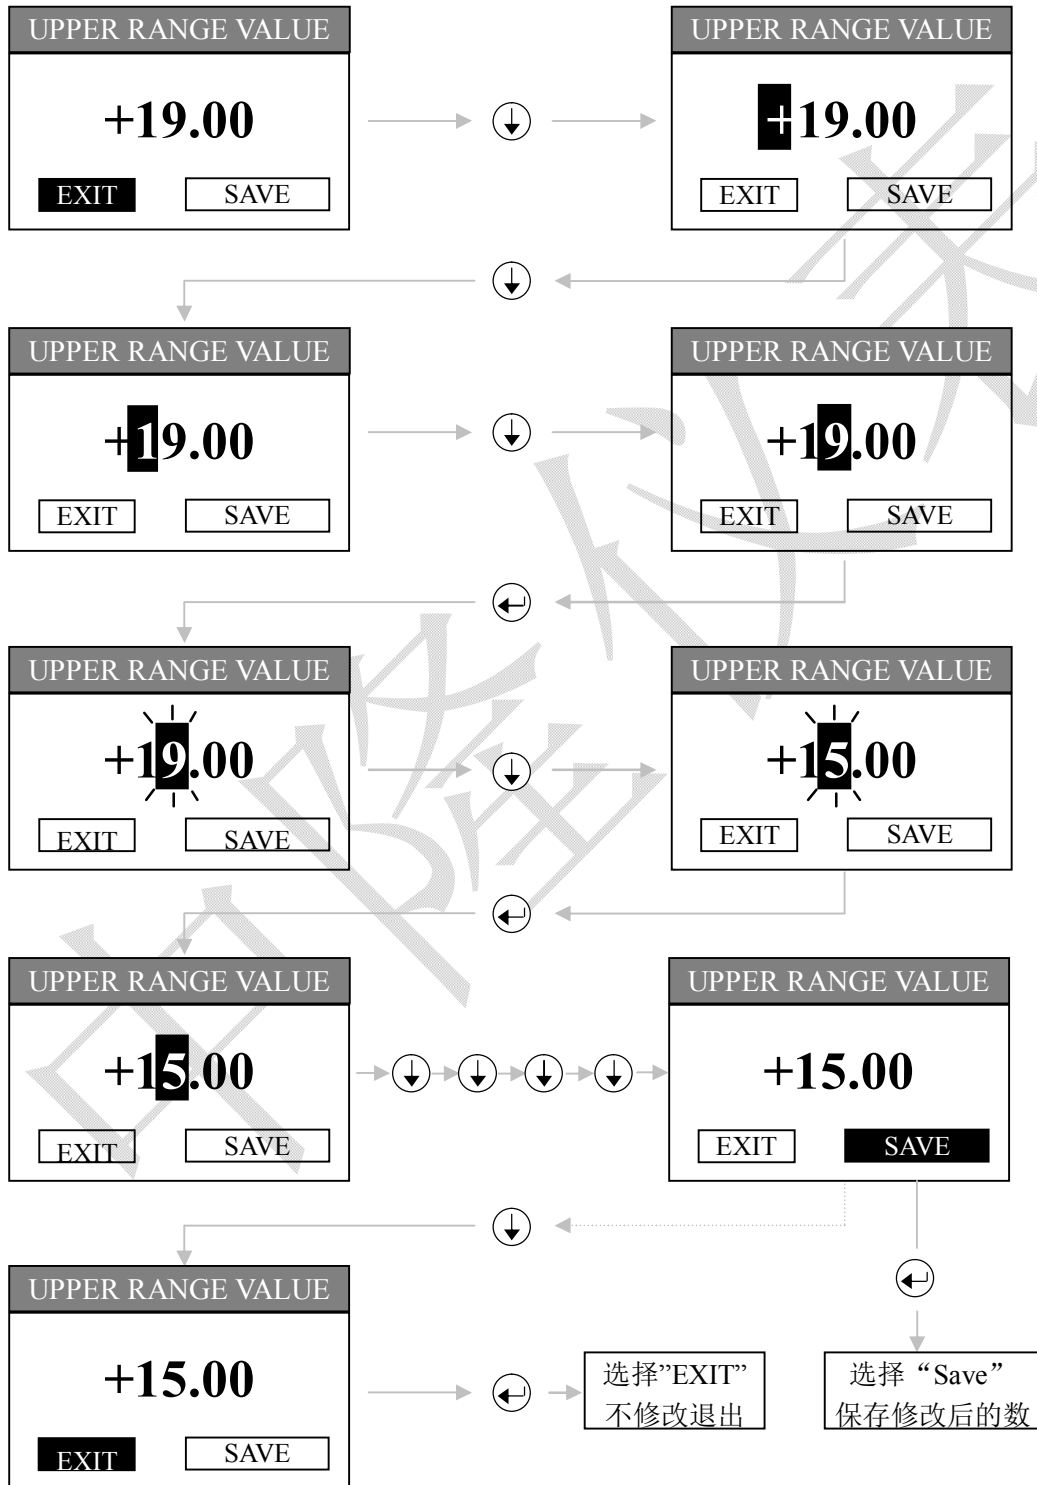 UPPER RANGE VALUE
+19.00
EXIT SAVE
UPPER RANGE VALUE
+19.00
EXIT SAVE
UPPER RANGE VALUE
+19.00
EXIT SAVE
UPPER RANGE VALUE
+19.00
EXIT SAVE
UPPER RANGE VALUE
+19.00
EXIT SAVE
UPPER RANGE VALUE
+15.00
EXIT SAVE
UPPER RANGE VALUE
+15.00
EXIT SAVE
UPPER RANGE VALUE
+15.00
EXIT SAVE
UPPER RANGE VALUE
+15.00
EXIT SAVE
选择”EXIT”
不修改退出
选择“Save”
保存修改后的数
中隆仪表